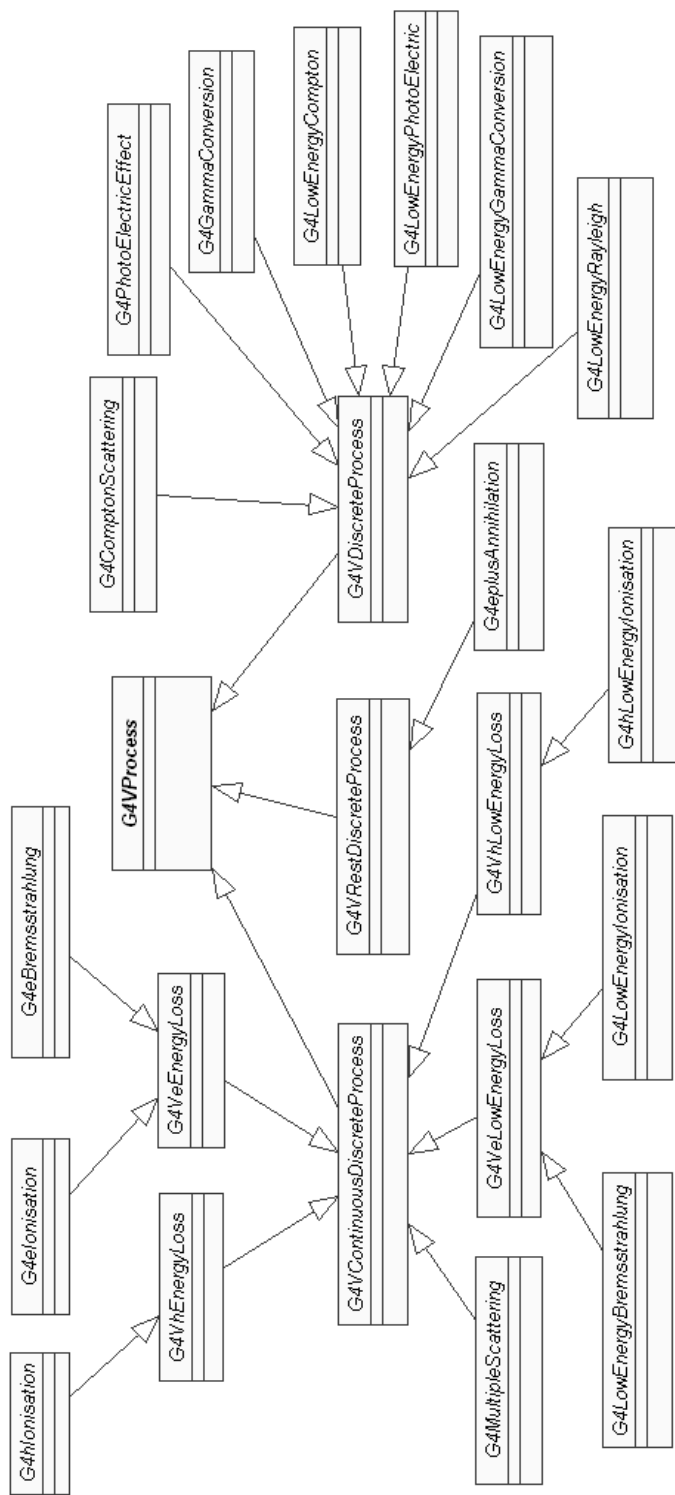 G4hIonisation
G4eIonisation
G4eBremsstrahlung
G4VhEnergyLoss
G4VeEnergyLoss
G4VProcess
G4ComptonScattering
G4PhotoElectricEffect
G4GammaConversion
G4LowEnergyCompton
G4LowEnergyPhotoElectric
G4LowEnergyGammaConversion
G4LowEnergyRayleigh
G4VContinuousDiscreteProcess
G4VRestDiscreteProcess
G4VDiscreteProcess
G4MultipleScattering
G4VeLowEnergyLoss
G4VhLowEnergyLoss
G4eplusAnnihilation
G4LowEnergyBremsstrahlung
G4LowEnergyIonisation
G4hLowEnergyIonisation